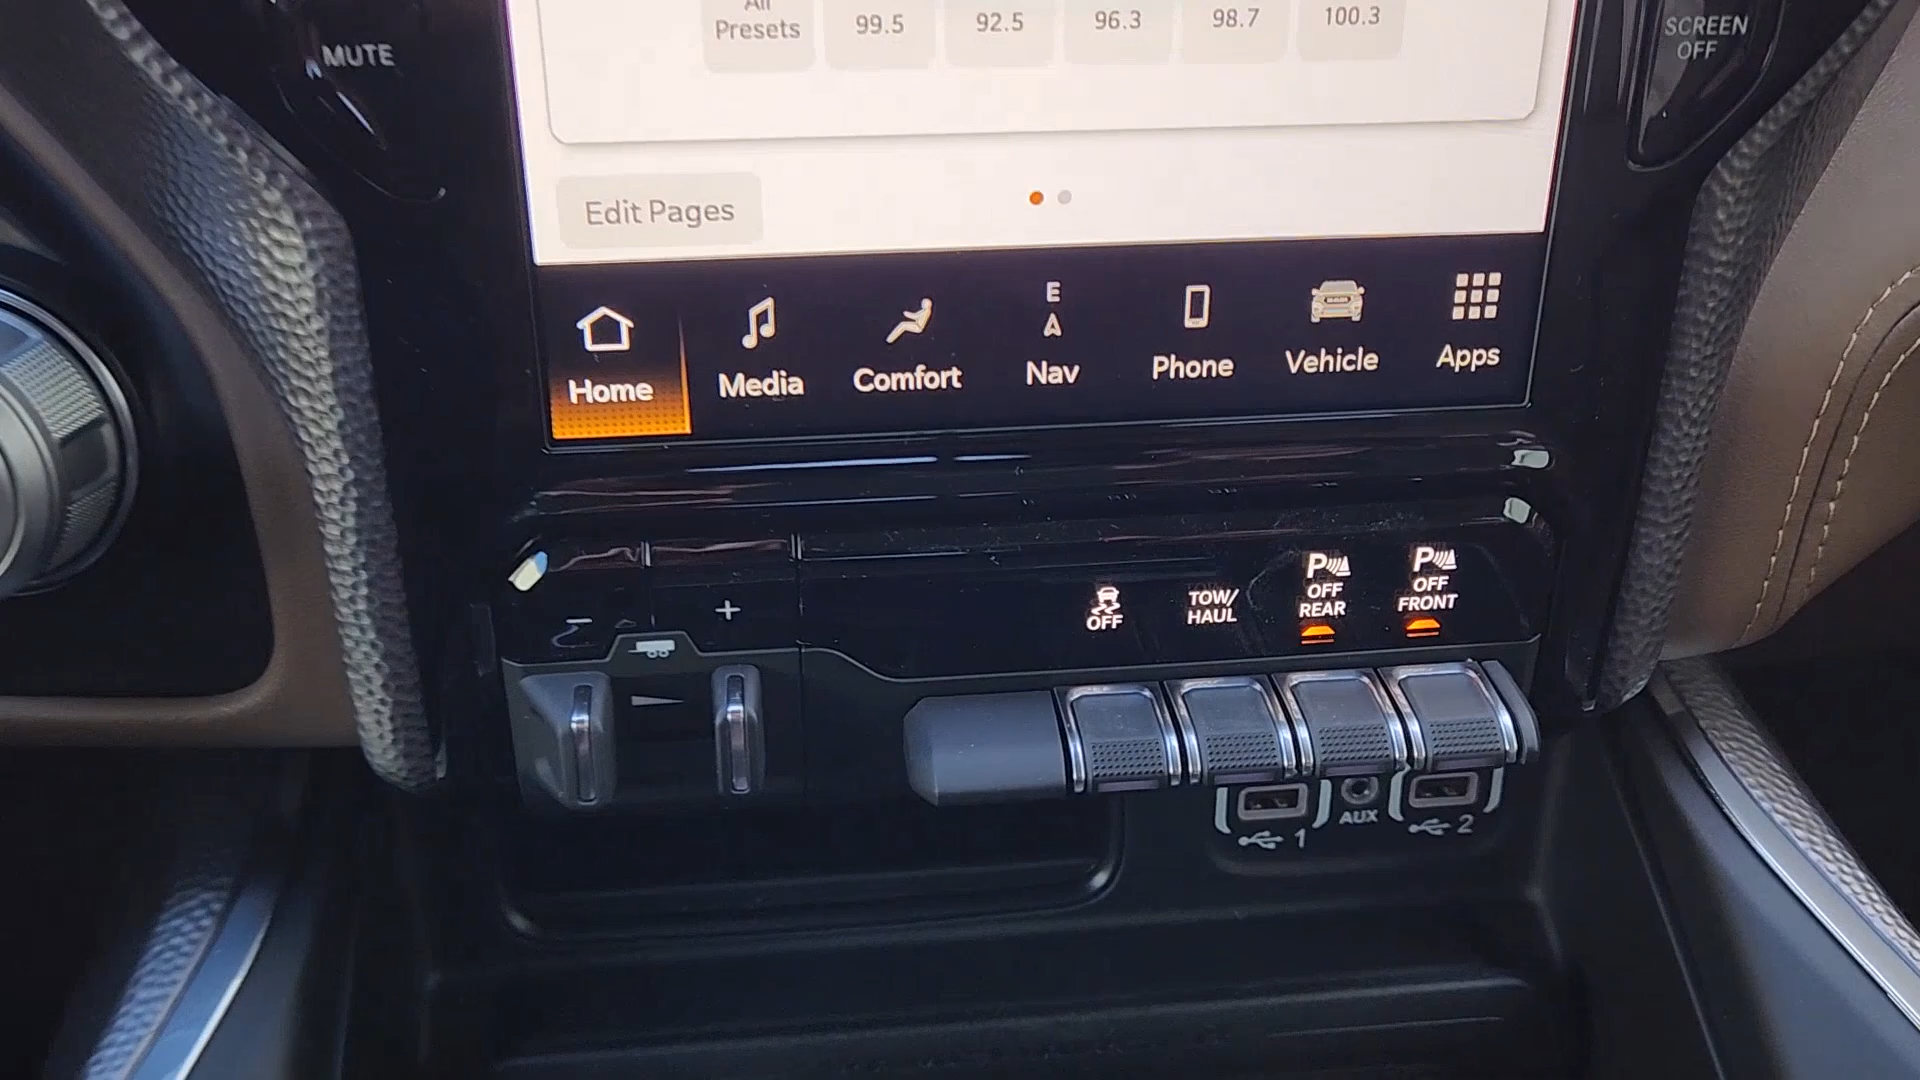 MUTE
All
Presets
99.5
92.5
96.3
98.7
100.3
SCREEN
OFF
Edit Pages
E
A
Home
Media
Comfort
Nav
Phone
Vehicle
Apps
- +
OFF
TOW/
HAUL
P
OFF
REAR
P
OFF
FRONT
1
AUX
2